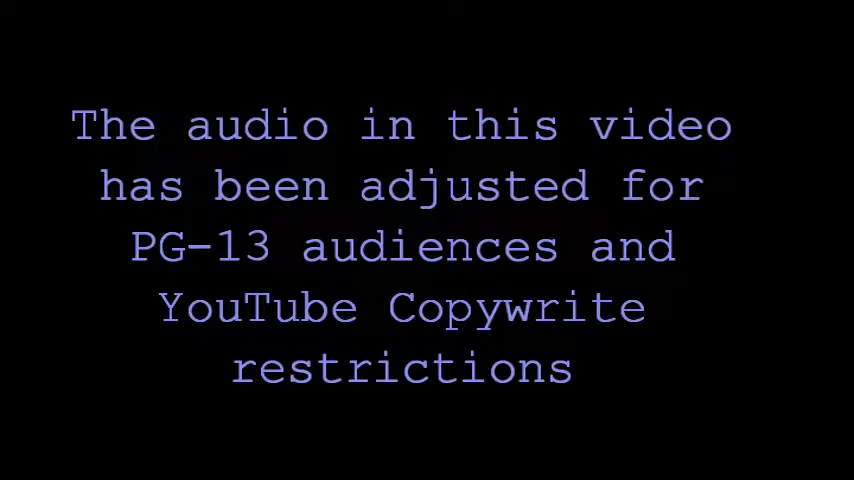 The audio in this video
has been adjusted for
PG-13 audiences and
YouTube Copywrite
restrictions